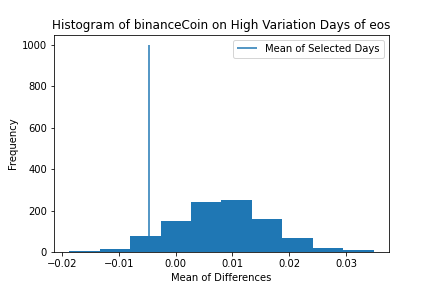 Histogram of binanceCoin on High Variation Days of eos
Mean of Selected Days
1000
800
600
400
200
0
Frequency
−0.02 −0.01 0.00 0.01 0.02 0.03
Mean of Differences